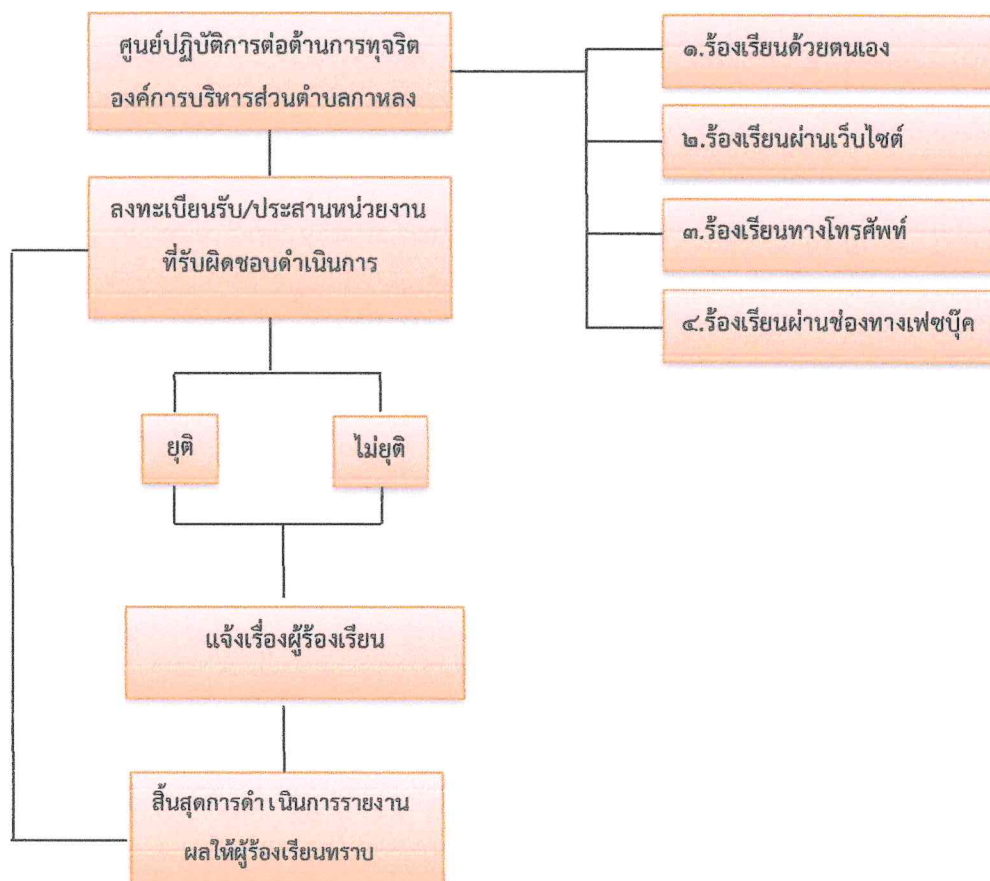 ศูนย์ปฏิบัติการต่อต้านการทุจริต
องค์การบริหารส่วนตำบลกาหลง
๑.ร้องเรียนด้วยตนเอง
๒.ร้องเรียนผ่านเว็บไซต์
๓.ร้องเรียนทางโทรศัพท์
๔.ร้องเรียนผ่านช่องทางเฟซบุ๊ค
ลงทะเบียนรับ/ประสานหน่วยงาน
ที่รับผิดชอบดำเนินการ
ยุติ
ไม่ยุติ
แจ้งเรื่องผู้ร้องเรียน
สิ้นสุดการดำเนินการรายงาน
ผลให้ผู้ร้องเรียนทราบ